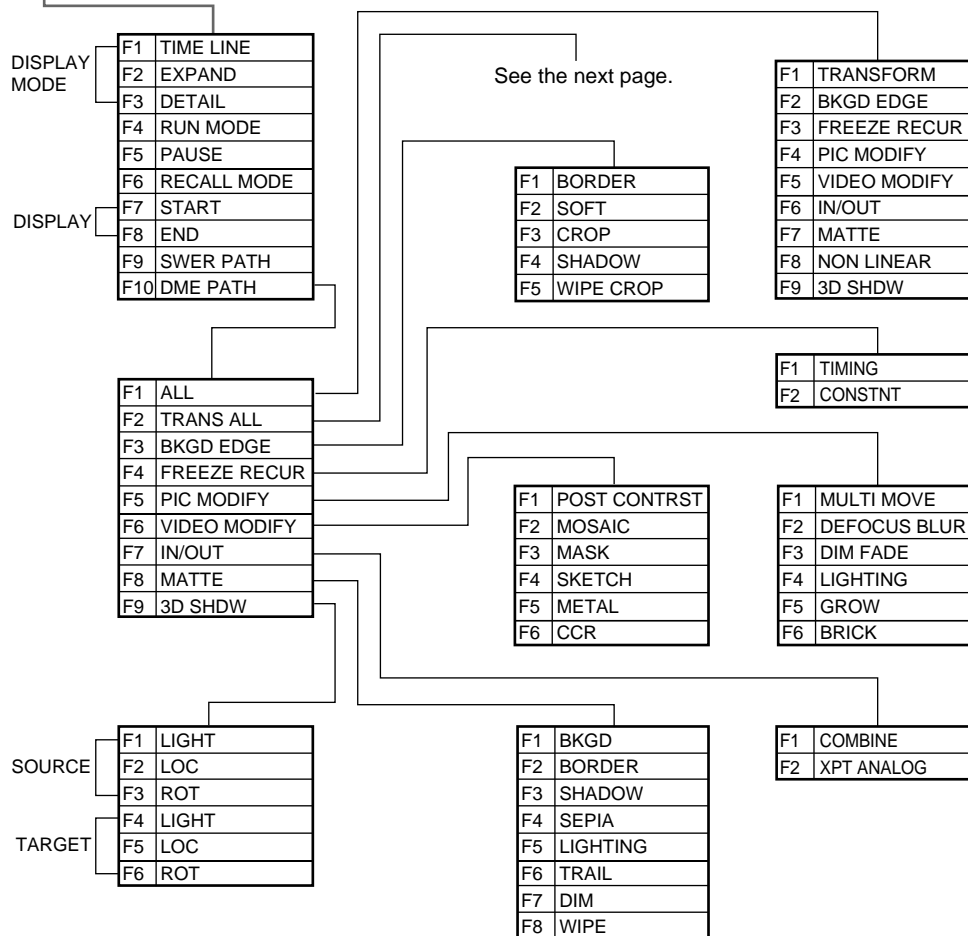 DISPLAY
MODE
F1 TIME LINE
F2 EXPAND
F3 DETAIL
F4 RUN MODE
F5 PAUSE
F6 RECALL MODE
DISPLAY
F7 START
F8 END
F9 SWER PATH
F10 DME PATH
See the next page.
F1 TRANSFORM
F2 BKGD EDGE
F3 FREEZE RECUR
F4 PIC MODIFY
F5 VIDEO MODIFY
F6 IN/OUT
F7 MATTE
F8 NON LINEAR
F9 3D SHDW
F1 BORDER
F2 SOFT
F3 CROP
F4 SHADOW
F5 WIPE CROP
F1 TIMING
F2 CONSTNT
F1 ALL
F2 TRANS ALL
F3 BKGD EDGE
F4 FREEZE RECUR
F5 PIC MODIFY
F6 VIDEO MODIFY
F7 IN/OUT
F8 MATTE
F9 3D SHDW
F1 POST CONTRST
F2 MOSAIC
F3 MASK
F4 SKETCH
F5 METAL
F6 CCR
F1 MULTI MOVE
F2 DEFOCUS BLUR
F3 DIM FADE
F4 LIGHTING
F5 GROW
F6 BRICK
SOURCE
F1 LIGHT
F2 LOC
F3 ROT
TARGET
F4 LIGHT
F5 LOC
F6 ROT
F1 BKGD
F2 BORDER
F3 SHADOW
F4 SEPIA
F5 LIGHTING
F6 TRAIL
F7 DIM
F8 WIPE
F1 COMBINE
F2 XPT ANALOG